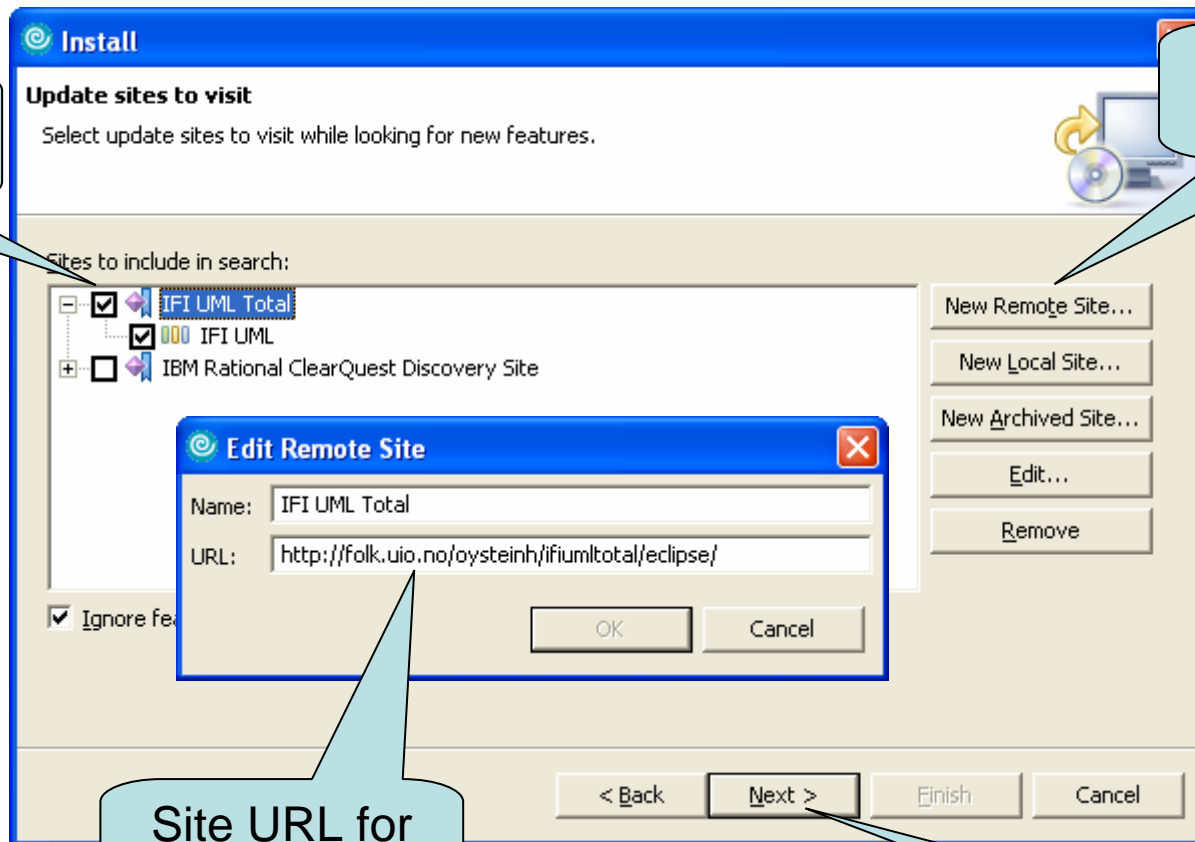 Install
Update sites to visit
Select update sites to visit while looking for new features.
Sites to include in search:
IFI UML Total
IFI UML
IBM Rational ClearQuest Discovery Site
New Remote Site...
New Local Site...
New Archived Site...
Edit...
Remove
Edit Remote Site
Name: IFI UML Total
URL: http://folk.uio.no/oysteinh/ifiumltotal/eclipse/
OK Cancel
Ignore
< Back Next > Finish Cancel
Site URL for